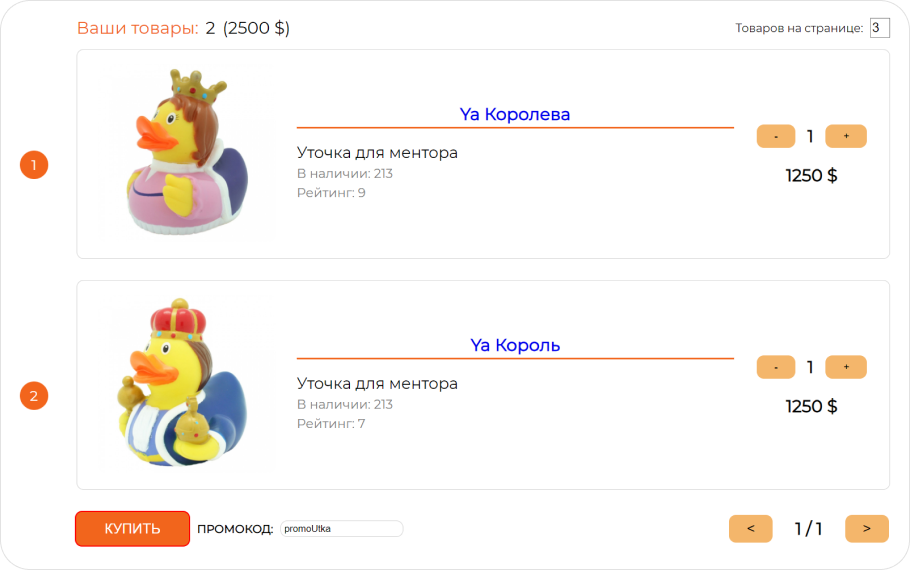 Ваши товары: 2 (2500 $)
Товаров на странице: 3
1
Ya Королева
Уточка для ментора
В наличии: 213
Рейтинг: 9
- 1 +
1250 $
2
Ya Король
Уточка для ментора
В наличии: 213
Рейтинг: 7
- 1 +
1250 $
КУПИТЬ ПРОМОКОД: promoUtka
< 1 / 1 >